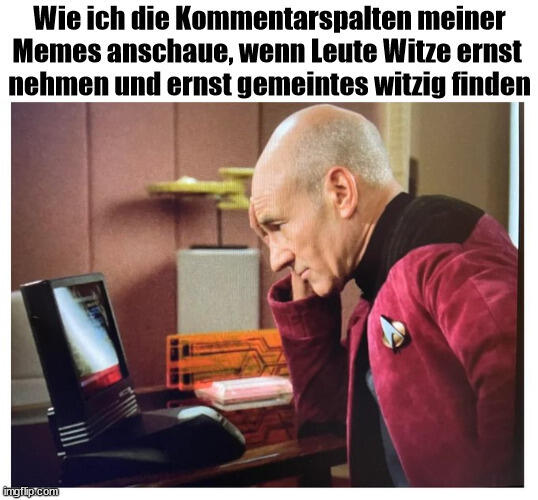 Wie ich die Kommentarspalten meiner
Memes anschaue, wenn Leute Witze ernst
nehmen und ernst gemeintes witzig finden
imgflip.com